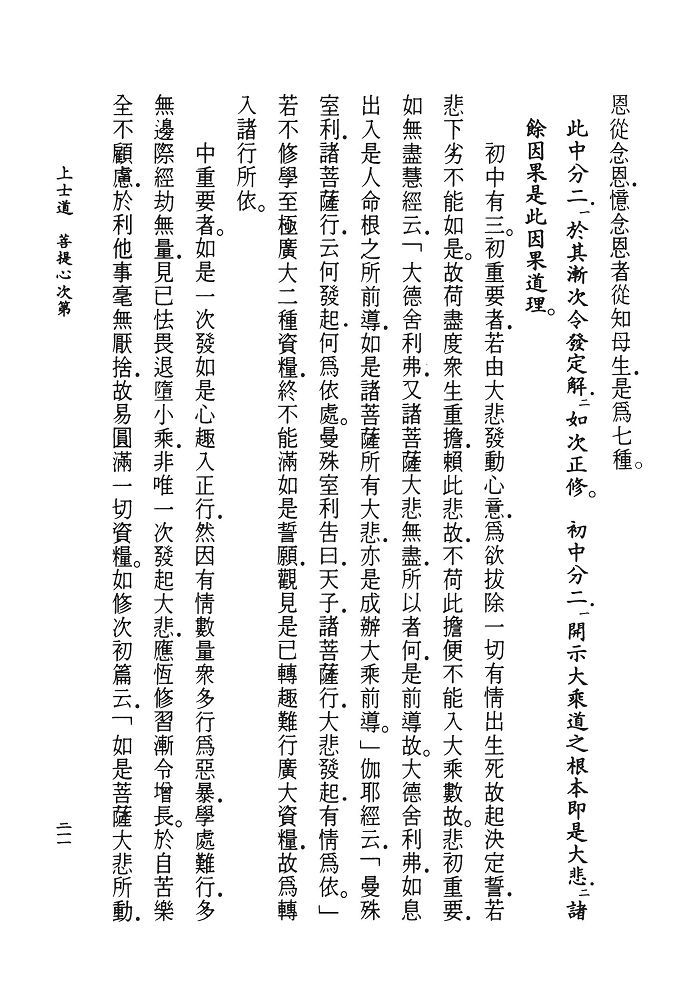 恩從念恩．憶念恩者從知母生．是爲七種。
此中分二．一於其漸次令發定解．二如次正修。　初中分二．一開示大乘道之根本即是大悲．二諸
餘因果是此因果道理。
初中有三。初重要者．若由大悲發動心意．爲欲拔除一切有情出生死故起決定誓．若
悲下劣不能如是。故荷盡度衆生重擔．賴此悲故．不荷此擔便不能入大乘數故。悲初重要．
如無盡慧經云．「大德舍利弗．又諸菩薩大悲無盡．所以者何．是前導故。大德舍利弗．如息
出入是人命根之所前導．如是諸菩薩所有大悲．亦是成辦大乘前導。」伽耶經云．「曼殊
室利．諸菩薩行．云何發起．何爲依處。曼殊室利吿曰．天子．諸菩薩行．大悲發起．有情爲依。」
若不修學至極廣大二種資糧．終不能滿如是誓願．觀見是已轉趣難行廣大資糧．故爲轉
入諸行所依。
中重要者。如是一次發如是心趣入正行．然因有情數量衆多行爲惡暴．學處難行．多
無邊際經劫無量．見已怯畏退墮小乘．非唯一次發起大悲．應恆修習漸令增長。於自苦樂
全不顧慮．於利他事毫無厭捨．故易圓滿一切資糧。如修次初篇云．「如是菩薩大悲所動．
上士道　菩提心次第
二一一